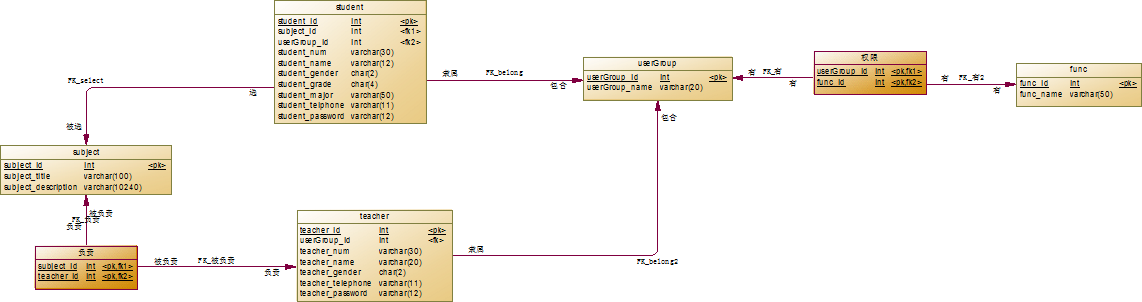 student
student_id int <pk>
subject_id int <fk1>
userGroup_id int <fk2>
student_num varchar(30)
student_name varchar(12)
student_gender char(2)
student_grade char(4)
student_major varchar(50)
student_telphone varchar(11)
student_password varchar(12)
FK_select
选
被选
隶属
FK_belong
包含
userGroup
userGroup_id int <pk>
userGroup_name varchar(20)
有 FK_有
有
权限
userGroup_id int <pk,fk1>
func_id int <pk,fk2>
有 FK_有2
有
func
func_id int <pk>
func_name varchar(50)
包含
subject
subject_id int <pk>
subject_title varchar(100)
subject_description varchar(10240)
被负责
FK_负责
负责
负责
subject_id int <pk,fk1>
teacher_id int <pk,fk2>
被负责 FK_被负责
负责
teacher
teacher_id int <pk>
userGroup_id int <fk>
teacher_num varchar(30)
teacher_name varchar(20)
teacher_gender char(2)
teacher_telephone varchar(11)
teacher_password varchar(12)
隶属
FK_belong2